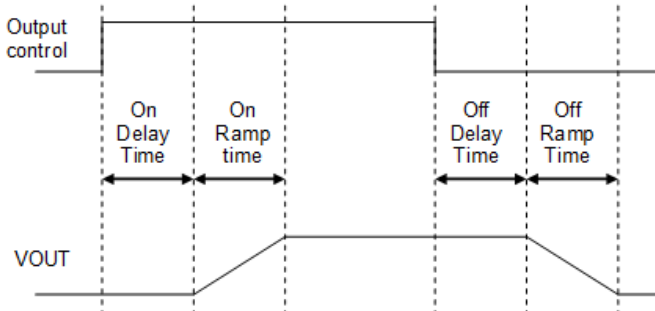 Output
control
On
Delay
Time
On
Ramp
time
Off
Delay
Time
Off
Ramp
Time
VOUT